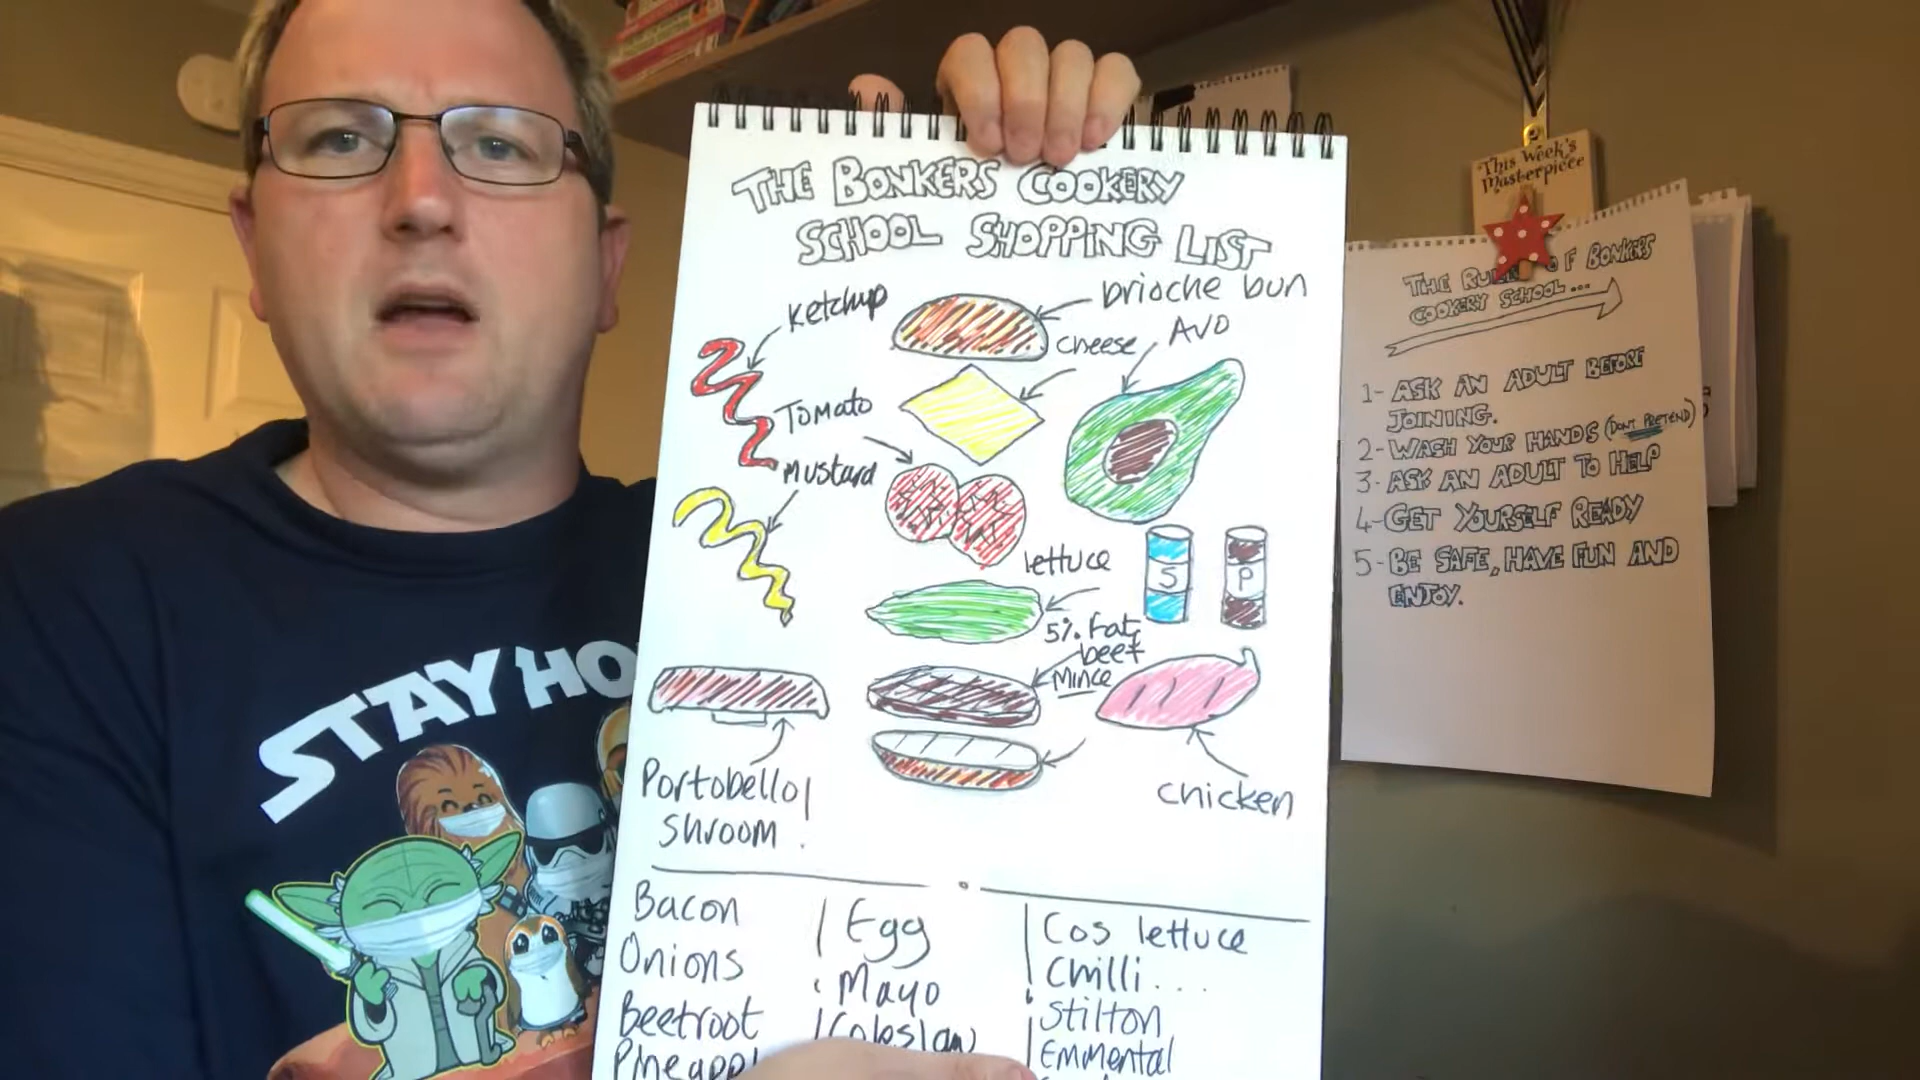 THE BONKERS COOKERY
SCHOOL SHOPPING LIST
Ketchup
brioche bun
cheese
AVO
Tomato
Mustard
lettuce
S
P
5% Fat
beef
Mince
Portobello
Shroom
chicken
Bacon
Onions
Beetroot
Egg
Mayo
Coleslaw
Cos lettuce
Chilli...
Stilton
Emmental
This Week's
Masterpiece
THE OF BONKERS
COOKERY SCHOOL...
1- ASK AN ADULT BEFORE
JOINING.
2- WASH YOUR HANDS (DONT PRETEND)
3- ASK AN ADULT TO HELP
4- GET YOURSELF READY
5- BE SAFE, HAVE FUN AND
ENJOY.
STAY HO